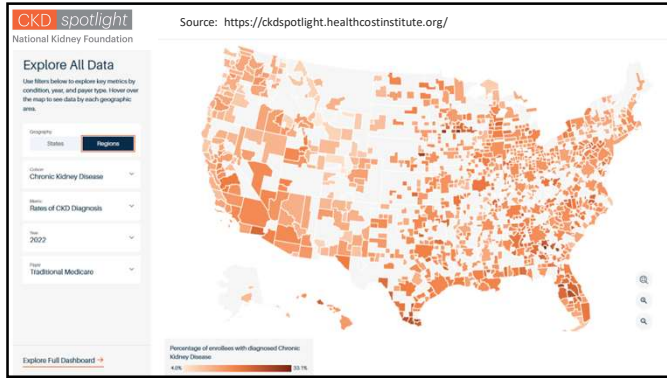 CKD spotlight
National Kidney Foundation
Source: https://ckdspotlight.healthcostinstitute.org/
Explore All Data
Use filters below to explore key metrics by
condition, year, and payer type. Hover over
the map to see data by each geographic
area.
Geography
States Regions
Cohort
Chronic Kidney Disease
Metric
Rates of CKD Diagnosis
Year
2022
Payer
Traditional Medicare
Explore Full Dashboard →
Percentage of enrollees with diagnosed Chronic
Kidney Disease
4.0% 53.1%